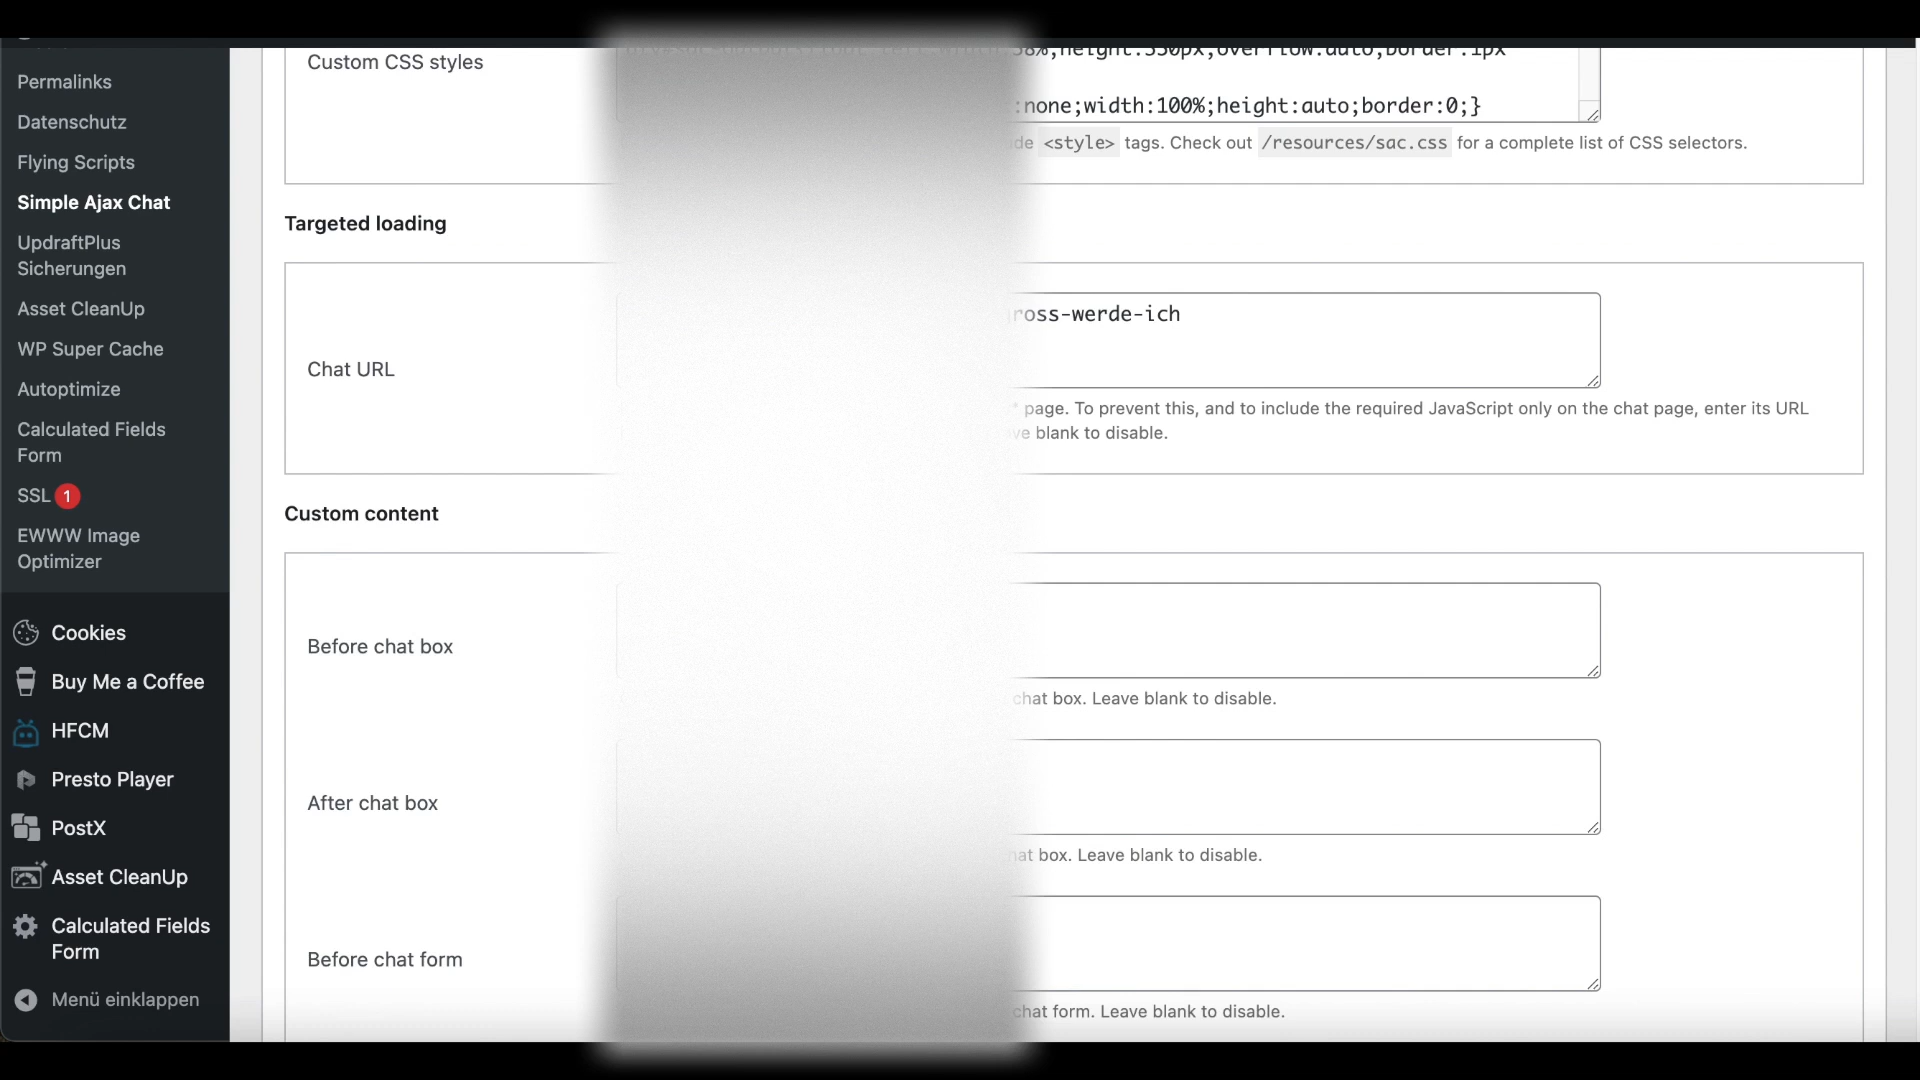 Permalinks
Datenschutz
Flying Scripts
Simple Ajax Chat
UpdraftPlus
Sicherungen
Asset CleanUp
WP Super Cache
Autoptimize
Calculated Fields
Form
SSL 1
EWWW Image
Optimizer
Cookies
Buy Me a Coffee
HFCM
Presto Player
PostX
Asset CleanUp
Calculated Fields
Form
Menü einklappen
Custom CSS styles
:none;width:100%;height:auto;border:0;}
<style> tags. Check out /resources/sac.css for a complete list of CSS selectors.
Targeted loading
Chat URL
ross-werde-ich
page. To prevent this, and to include the required JavaScript only on the chat page, enter its URL
blank to disable.
Custom content
Before chat box
chat box. Leave blank to disable.
After chat box
box. Leave blank to disable.
Before chat form
chat form. Leave blank to disable.